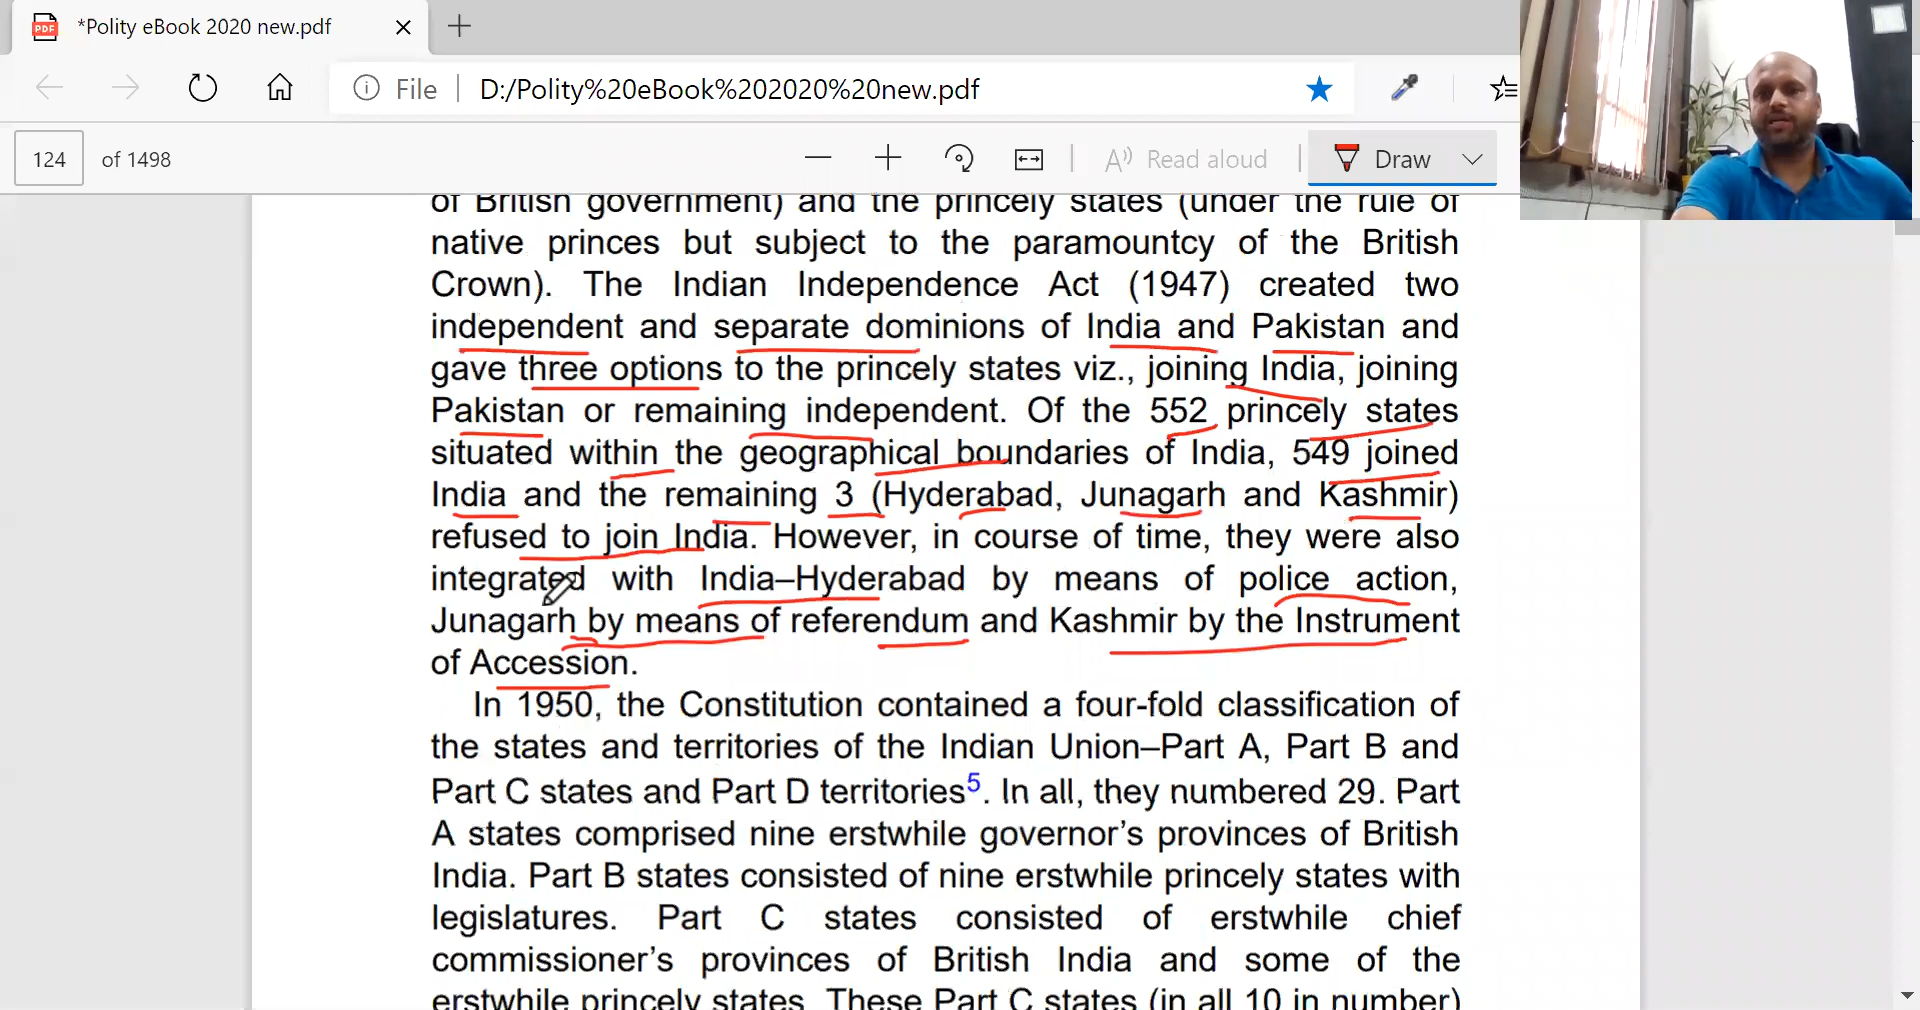 *Polity eBook 2020 new.pdf
File
D:/Polity%20eBook%202020%20new.pdf
124 of 1498
Read aloud
Draw
of British government) and the princely states (under the rule of
native princes but subject to the paramountcy of the British
Crown). The Indian Independence Act (1947) created two
independent and separate dominions of India and Pakistan and
gave three options to the princely states viz., joining India, joining
Pakistan or remaining independent. Of the 552 princely states
situated within the geographical boundaries of India, 549 joined
India and the remaining 3 (Hyderabad, Junagarh and Kashmir)
refused to join India. However, in course of time, they were also
integrated with India–Hyderabad by means of police action,
Junagarh by means of referendum and Kashmir by the Instrument
of Accession.
In 1950, the Constitution contained a four-fold classification of
the states and territories of the Indian Union–Part A, Part B and
Part C states and Part D territories5. In all, they numbered 29. Part
A states comprised nine erstwhile governor’s provinces of British
India. Part B states consisted of nine erstwhile princely states with
legislatures. Part C states consisted of erstwhile chief
commissioner’s provinces of British India and some of the
erstwhile princely states. These Part C states (in all 10 in number)